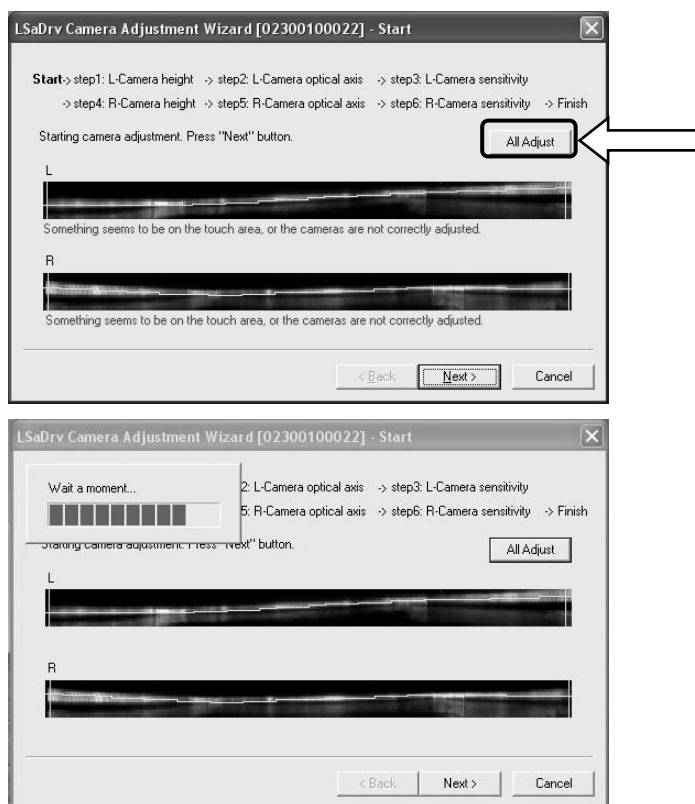 LSaDrv Camera Adjustment Wizard [02300100022] - Start
Start-> step1: L-Camera height -> step2: L-Camera optical axis -> step3: L-Camera sensitivity
-> step4: R-Camera height -> step5: R-Camera optical axis -> step6: R-Camera sensitivity -> Finish
Starting camera adjustment. Press "Next" button.
All Adjust
L
Something seems to be on the touch area, or the cameras are not correctly adjusted.
R
Something seems to be on the touch area, or the cameras are not correctly adjusted.
< Back Next > Cancel
LSaDrv Camera Adjustment Wizard [02300100022] - Start
Wait a moment...
2: L-Camera optical axis -> step3: L-Camera sensitivity
5: R-Camera optical axis -> step6: R-Camera sensitivity -> Finish
Starting camera adjustment. Press "Next" button.
All Adjust
L
R
< Back Next > Cancel